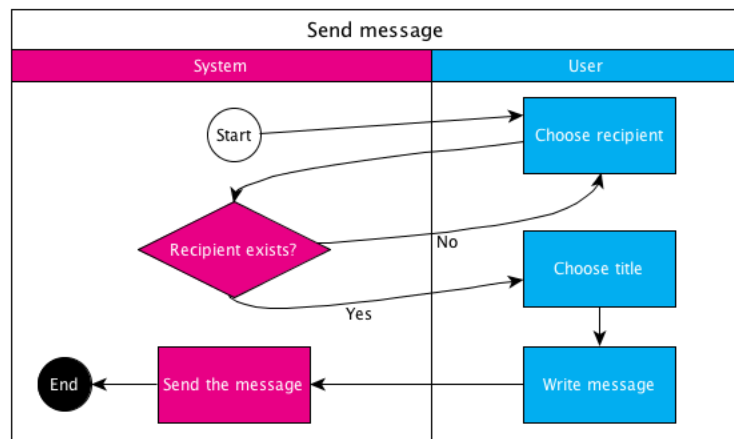 Send message
System
User
Start
Choose recipient
Recipient exists?
No
Choose title
Yes
End
Send the message
Write message